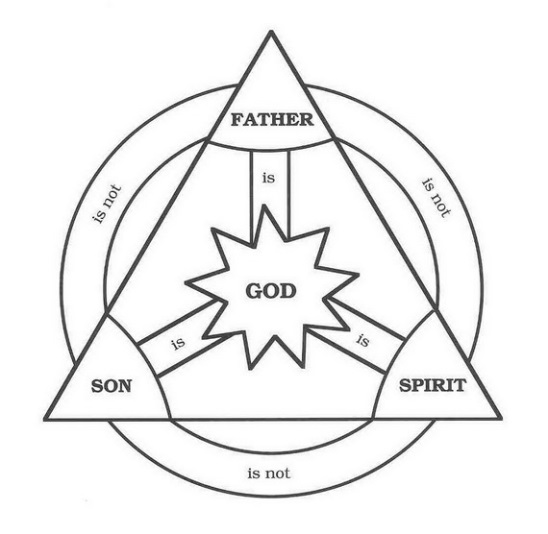 FATHER
is
is not
is not
GOD
is
is
SON
SPIRIT
is not